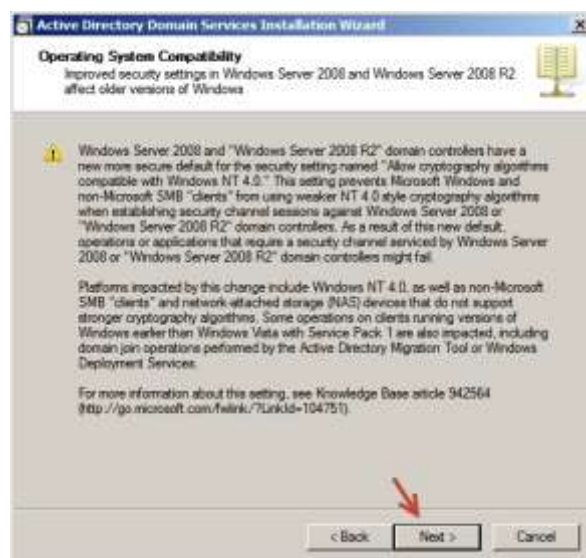 Active Directory Domain Services Installation Wizard
Operating System Compatibility
Improved security settings in Windows Server 2008 and Windows Server 2008 R2
affect older versions of Windows
Windows Server 2008 and "Windows Server 2008 R2" domain controllers have a
new more secure default for the security setting named "Allow cryptography algorithms
compatible with Windows NT 4.0." This setting prevents Microsoft Windows and
non-Microsoft SMB "clients" from using weaker NT 4.0 style cryptography algorithms
when establishing security channel sessions against Windows Server 2008 or
"Windows Server 2008 R2" domain controllers. As a result of this new default,
operations or applications that require a security channel serviced by Windows Server
2008 or "Windows Server 2008 R2" domain controllers might fail.
Platforms impacted by this change include Windows NT 4.0, as well as non-Microsoft
SMB "clients" and network-attached storage (NAS) devices that do not support
stronger cryptography algorithms. Some operations on clients running versions of
Windows earlier than Windows Vista with Service Pack 1 are also impacted, including
domain join operations performed by the Active Directory Migration Tool or Windows
Deployment Services.
For more information about this setting, see Knowledge Base article 942564
(http://go.microsoft.com/fwlink/?LinkId=104751).
< Back Next > Cancel